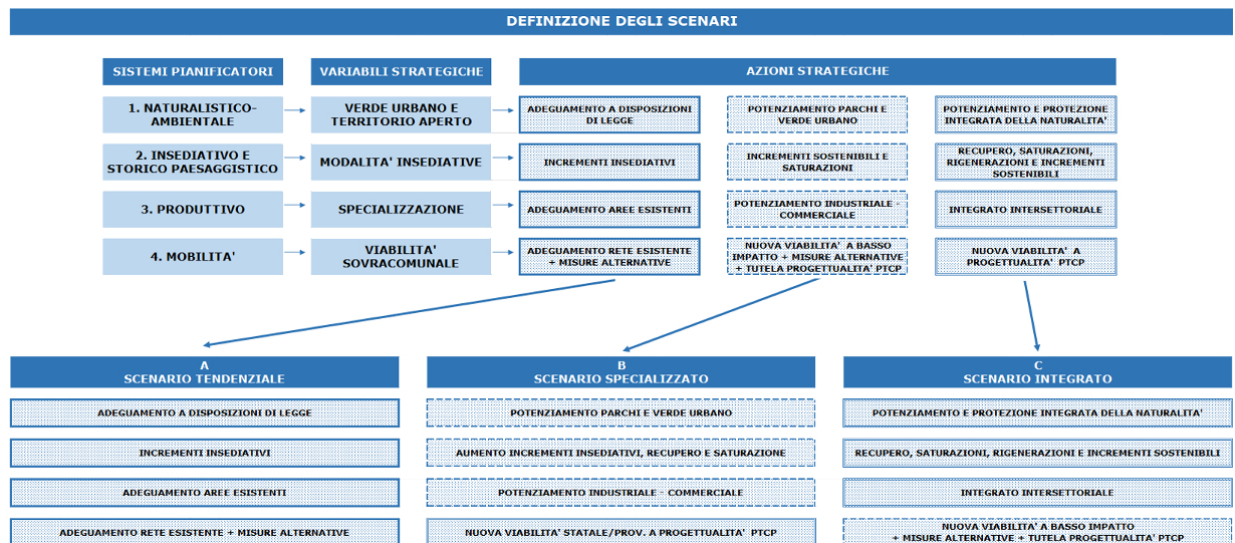 DEFINIZIONE DEGLI SCENARI
SISTEMI PIANIFICATORI
VARIABILI STRATEGICHE
AZIONI STRATEGICHE
1. NATURALISTICO-
AMBIENTALE
VERDE URBANO E
TERRITORIO APERTO
ADEGUAMENTO A DISPOSIZIONI
DI LEGGE
POTENZIAMENTO PARCHI E
VERDE URBANO
POTENZIAMENTO E PROTEZIONE
INTEGRATA DELLA NATURALITA'
2. INSEDIATIVO E
STORICO PAESAGGISTICO
MODALITA' INSEDIATIVE
INCREMENTI INSEDIATIVI
INCREMENTI SOSTENIBILI E
SATURAZIONI
RECUPERO, SATURAZIONI,
RIGENERAZIONI E INCREMENTI
SOSTENIBILI
3. PRODUTTIVO
SPECIALIZZAZIONE
ADEGUAMENTO AREE ESISTENTI
POTENZIAMENTO INDUSTRIALE -
COMMERCIALE
INTEGRATO INTERSETTORIALE
4. MOBILITA'
VIABILITA'
SOVRACOMUNALE
ADEGUAMENTO RETE ESISTENTE
+ MISURE ALTERNATIVE
NUOVA VIABILITA' A BASSO
IMPATTO + MISURE ALTERNATIVE
+ TUTELA PROGETTUALITA' PTCP
NUOVA VIABILITA' A
PROGETTUALITA' PTCP
A
SCENARIO TENDENZIALE
ADEGUAMENTO A DISPOSIZIONI DI LEGGE
INCREMENTI INSEDIATIVI
ADEGUAMENTO AREE ESISTENTI
ADEGUAMENTO RETE ESISTENTE + MISURE ALTERNATIVE
B
SCENARIO SPECIALIZZATO
POTENZIAMENTO PARCHI E VERDE URBANO
AUMENTO INCREMENTI INSEDIATIVI, RECUPERO E SATURAZIONE
POTENZIAMENTO INDUSTRIALE - COMMERCIALE
NUOVA VIABILITA' STATALE/PROV. A PROGETTUALITA' PTCP
C
SCENARIO INTEGRATO
POTENZIAMENTO E PROTEZIONE INTEGRATA DELLA NATURALITA'
RECUPERO, SATURAZIONI, RIGENERAZIONI E INCREMENTI SOSTENIBILI
INTEGRATO INTERSETTORIALE
NUOVA VIABILITA' A BASSO IMPATTO
+ MISURE ALTERNATIVE + TUTELA PROGETTUALITA' PTCP